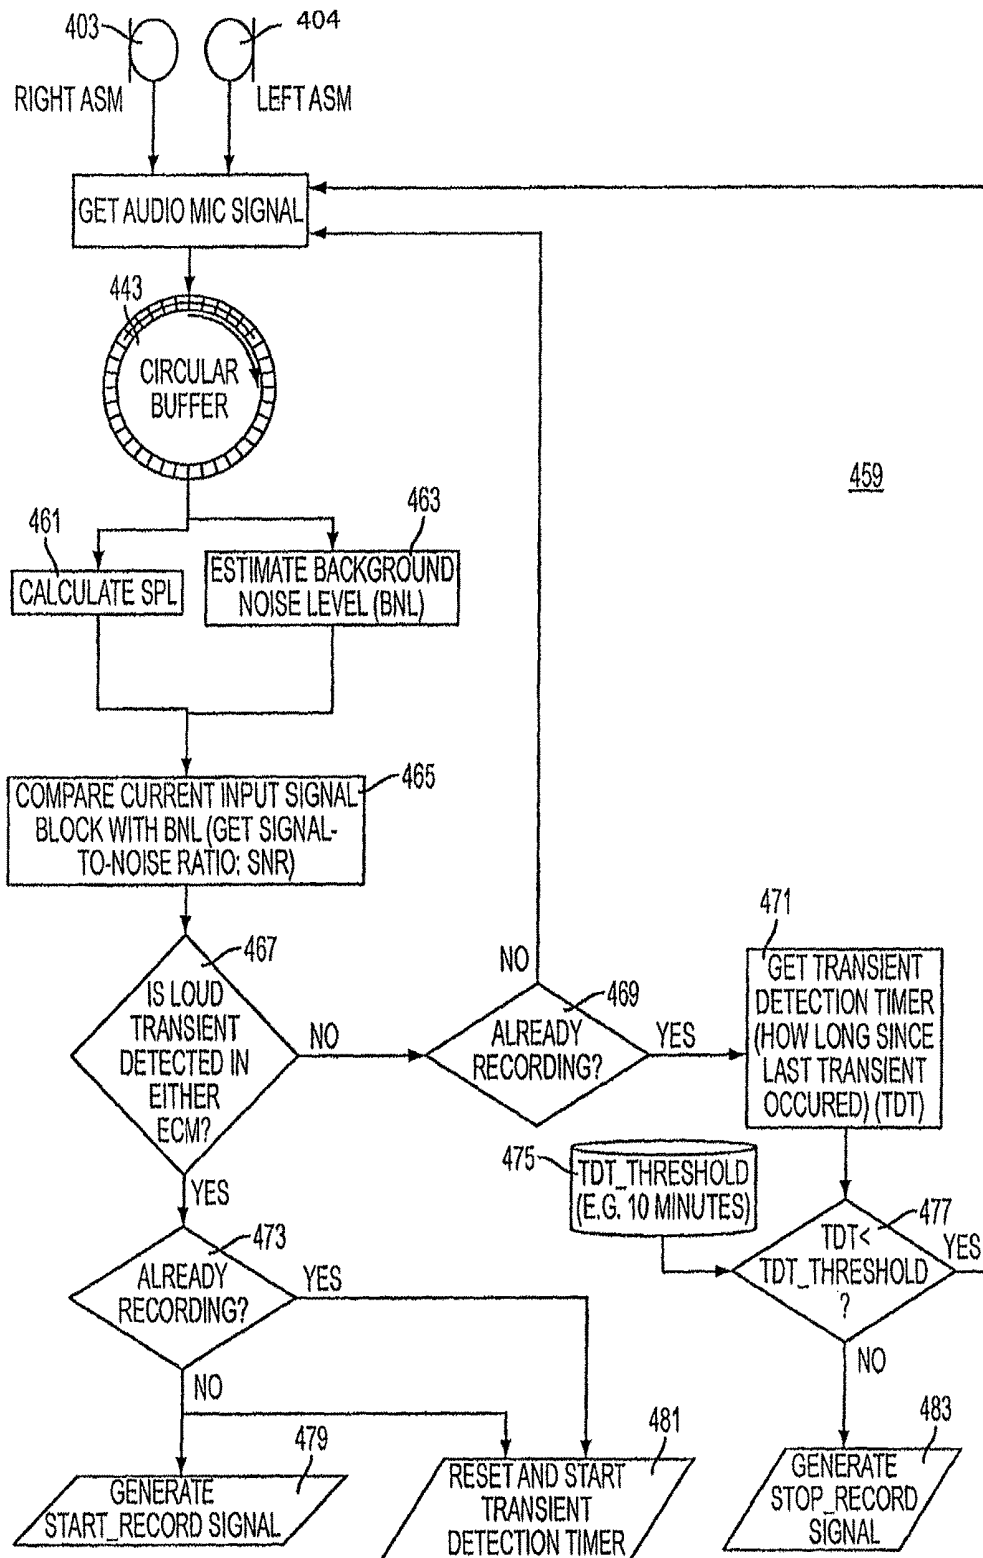 403
404
RIGHT ASM
LEFT ASM
GET AUDIO MIC SIGNAL
443
CIRCULAR
BUFFER
459
461
CALCULATE SPL
463
ESTIMATE BACKGROUND
NOISE LEVEL (BNL)
465
COMPARE CURRENT INPUT SIGNAL
BLOCK WITH BNL (GET SIGNAL-
TO-NOISE RATIO; SNR)
467
IS LOUD
TRANSIENT
DETECTED IN
EITHER
ECM?
NO
YES
469
ALREADY
RECORDING?
NO
YES
471
GET TRANSIENT
DETECTION TIMER
(HOW LONG SINCE
LAST TRANSIENT
OCCURED) (TDT)
475
TDT_THRESHOLD
(E.G. 10 MINUTES)
477
TDT<
TDT_THRESHOLD
?
YES
NO
473
ALREADY
RECORDING?
YES
NO
479
GENERATE
START_RECORD SIGNAL
481
RESET AND START
TRANSIENT
DETECTION TIMER
483
GENERATE
STOP_RECORD
SIGNAL